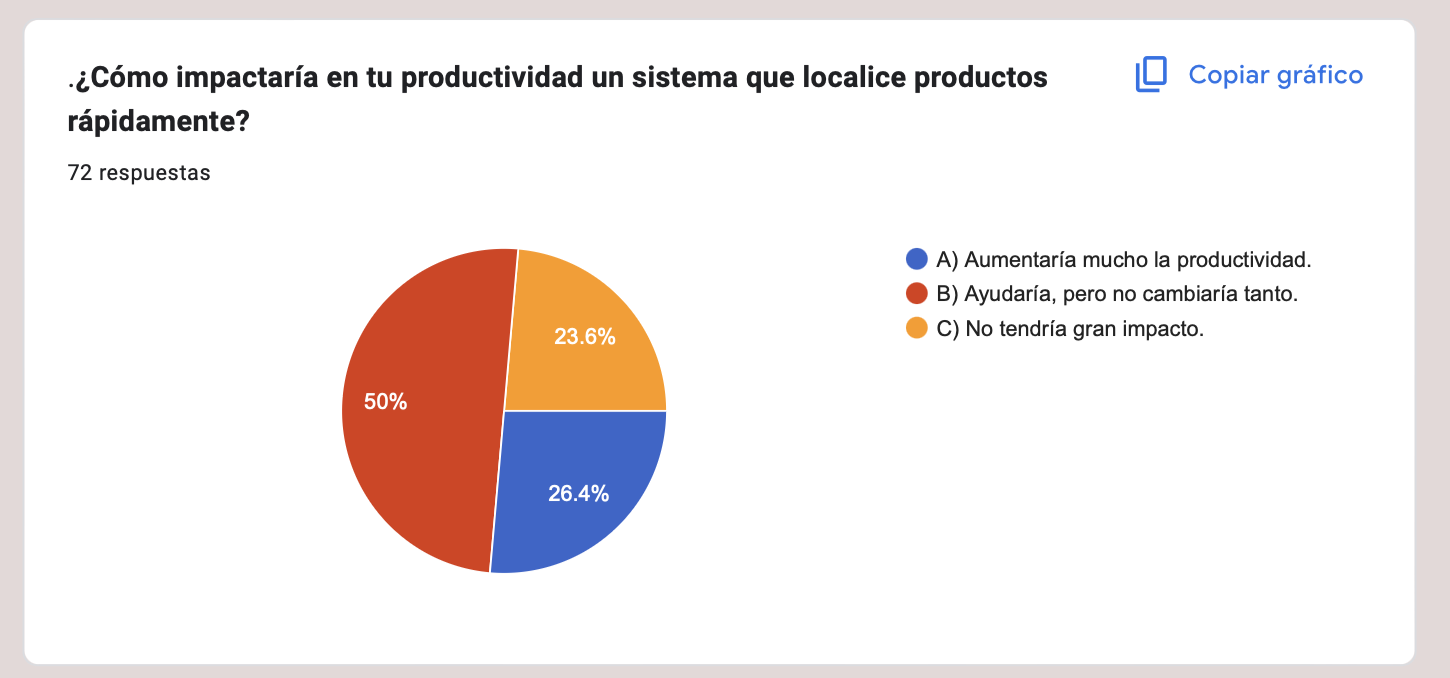 .¿Cómo impactaría en tu productividad un sistema que localice productos
rápidamente?
Copiar gráfico
72 respuestas
A) Aumentaría mucho la productividad.
B) Ayudaría, pero no cambiaría tanto.
C) No tendría gran impacto.
23.6%
50%
26.4%